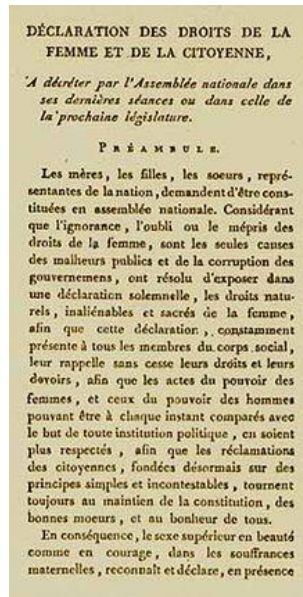 DÉCLARATION DES DROITS DE LA
FEMME ET DE LA CITOYENNE,
A décréter par l'Assemblée nationale dans
ses dernières séances ou dans celle de
la prochaine législature.
PRÉAMBULE.
Les mères, les filles, les soeurs, repré-
sentantes de la nation, demandent d'être cons-
tituées en assemblée nationale. Considérant
que l'ignorance, l'oubli ou le mépris des
droits de la femme, sont les seules causes
des malheurs publics et de la corruption des
gouvernemens, ont résolu d'exposer dans
une déclaration solemnelle, les droits natu-
rels, inaliénables et sacrés de la femme,
afin que cette déclaration, constamment
présente à tous les membres du corps social,
leur rappelle sans cesse leurs droits et leurs
devoirs, afin que les actes du pouvoir des
femmes, et ceux du pouvoir des hommes
pouvant être à chaque instant comparés avec
le but de toute institution politique, en soient
plus respectés, afin que les réclamations
des citoyennes, fondées désormais sur des
principes simples et incontestables, tournent
toujours au maintien de la constitution, des
bonnes moeurs, et au bonheur de tous.
En conséquence, le sexe supérieur en beauté
comme en courage, dans les souffrances
maternelles, reconnaît et déclare, en présence